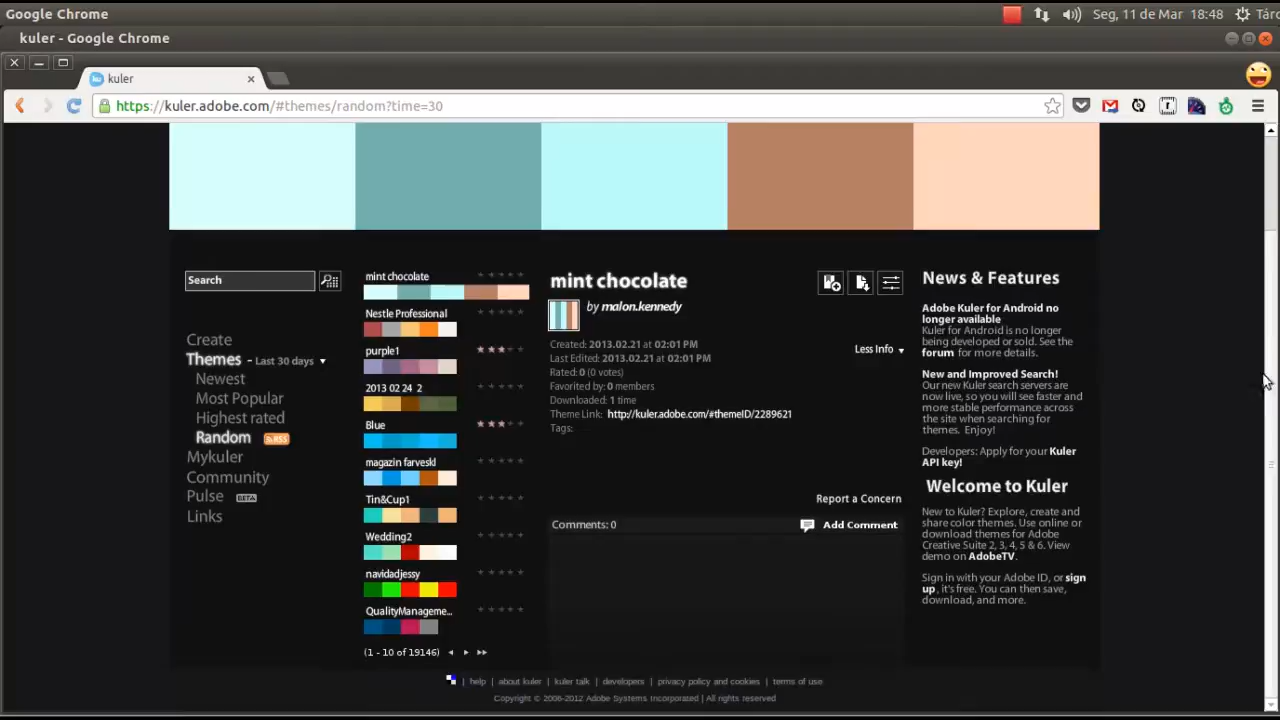 Google Chrome
Seg, 11 de Mar 18:48
Tárc
kuler - Google Chrome
kuler
https://kuler.adobe.com/#themes/random?time=30
Search
Create
Themes - Last 30 days
Newest
Most Popular
Highest rated
Random RSS
Mykuler
Community
Pulse BETA
Links
mint chocolate
Nestle Professional
purple1
2013 02 24 2
Blue
magazin farveskl
Tin&Cup1
Wedding2
navidadjessy
QualityManageme...
(1 - 10 of 19146)
mint chocolate
by malon.kennedy
Created: 2013.02.21 at 02:01 PM
Last Edited: 2013.02.21 at 02:01 PM
Rated: 0 (0 votes)
Favorited by: 0 members
Downloaded: 1 time
Theme Link: http://kuler.adobe.com/#themeID/2289621
Tags:
Less Info
Report a Concern
Comments: 0
Add Comment
News & Features
Adobe Kuler for Android no
longer available
Kuler for Android is no longer
being developed or sold. See the
forum for more details.
New and Improved Search!
Our new Kuler search servers are
now live, so you will see faster and
more stable performance across
the site when searching for
themes. Enjoy!
Developers: Apply for your Kuler
API key!
Welcome to Kuler
New to Kuler? Explore, create and
share color themes. Use online or
download themes for Adobe
Creative Suite 2, 3, 4, 5 & 6. View
demo on AdobeTV.
Sign in with your Adobe ID, or sign
up, it's free. You can then save,
download, and more.
| help | about kuler | kuler talk | developers | privacy policy and cookies | terms of use
Copyright © 2006-2012 Adobe Systems Incorporated | All rights reserved